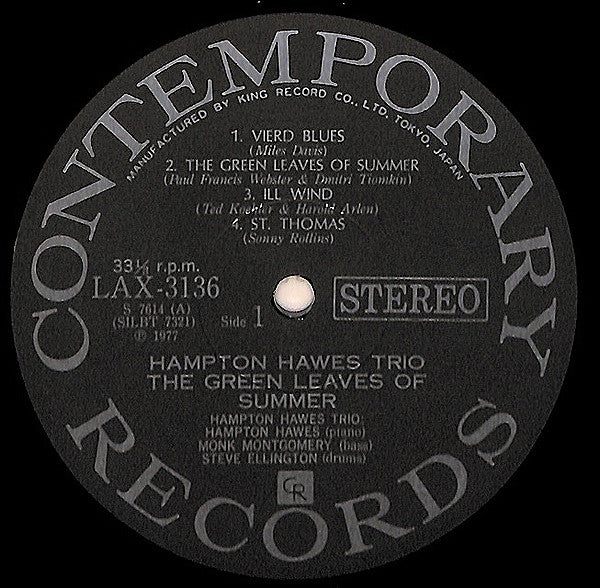 CONTEMPORARY
MANUFACTURED BY KING RECORD CO., LTD. TOKYO, JAPAN
1. VIERD BLUES
(Miles Davis)
2. THE GREEN LEAVES OF SUMMER
(Paul Francis Webster & Dmitri Tiomkin)
3. ILL WIND
(Ted Koehler & Harold Arlen)
4. ST. THOMAS
(Sonny Rollins)
33⅓ r.p.m.
LAX-3136
STEREO
S 7614 (A)
(SILBT 7321) Side 1
℗ 1977
HAMPTON HAWES TRIO
THE GREEN LEAVES OF
SUMMER
HAMPTON HAWES TRIO:
HAMPTON HAWES (piano)
MONK MONTGOMERY (bass)
STEVE ELLINGTON (drums)
CR
RECORDS